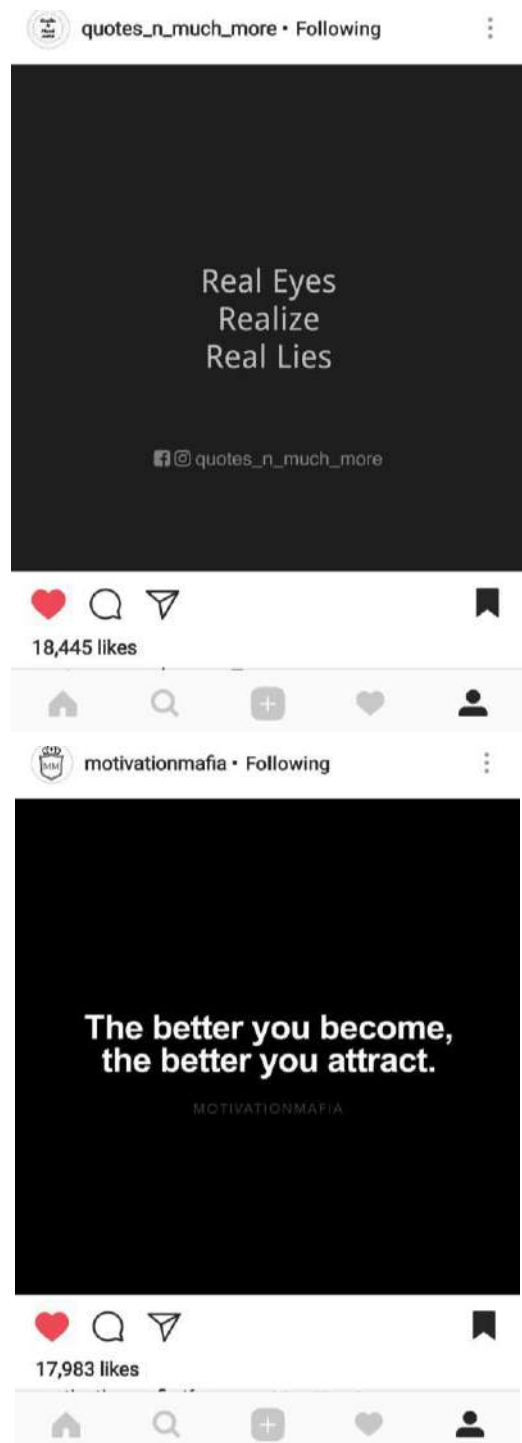 quotes_n_much_more • Following
Real Eyes
Realize
Real Lies
quotes_n_much_more
18,445 likes
MM
motivationmafia • Following
The better you become,
the better you attract.
MOTIVATIONMAFIA
17,983 likes